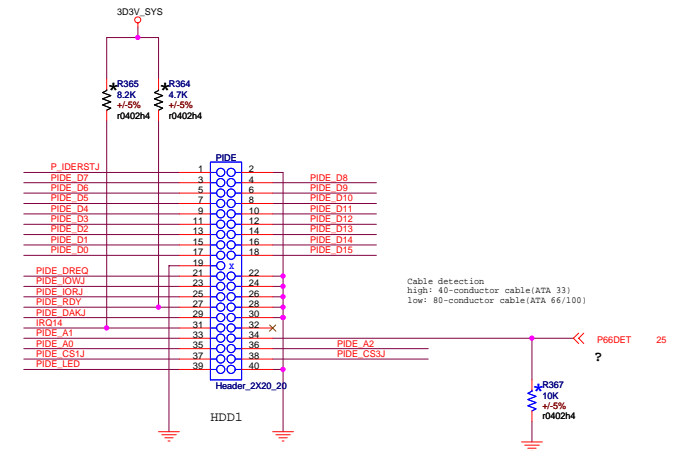 3D3V_SYS
*R365 *R364
8.2K 4.7K
+/-5% +/-5%
r0402h4 r0402h4
PIDE
P_IDERSTJ 1 2
PIDE_D7 3 4 PIDE_D8
PIDE_D6 5 6 PIDE_D9
PIDE_D5 7 8 PIDE_D10
PIDE_D4 9 10 PIDE_D11
PIDE_D3 11 12 PIDE_D12
PIDE_D2 13 14 PIDE_D13
PIDE_D1 15 16 PIDE_D14
PIDE_D0 17 18 PIDE_D15
19 x
PIDE_DREQ 21 22
PIDE_IOWJ 23 24
PIDE_IORJ 25 26
PIDE_RDY 27 28
PIDE_DAKJ 29 30
IRQ14 31 32
PIDE_A1 33 34
PIDE_A0 35 36 PIDE_A2
PIDE_CS1J 37 38 PIDE_CS3J
PIDE_LED 39 40
Header_2X20_20
HDD1
Cable detection
high: 40-conductor cable(ATA 33)
low: 80-conductor cable(ATA 66/100)
P66DET 25
?
*R367
10K
+/-5%
r0402h4